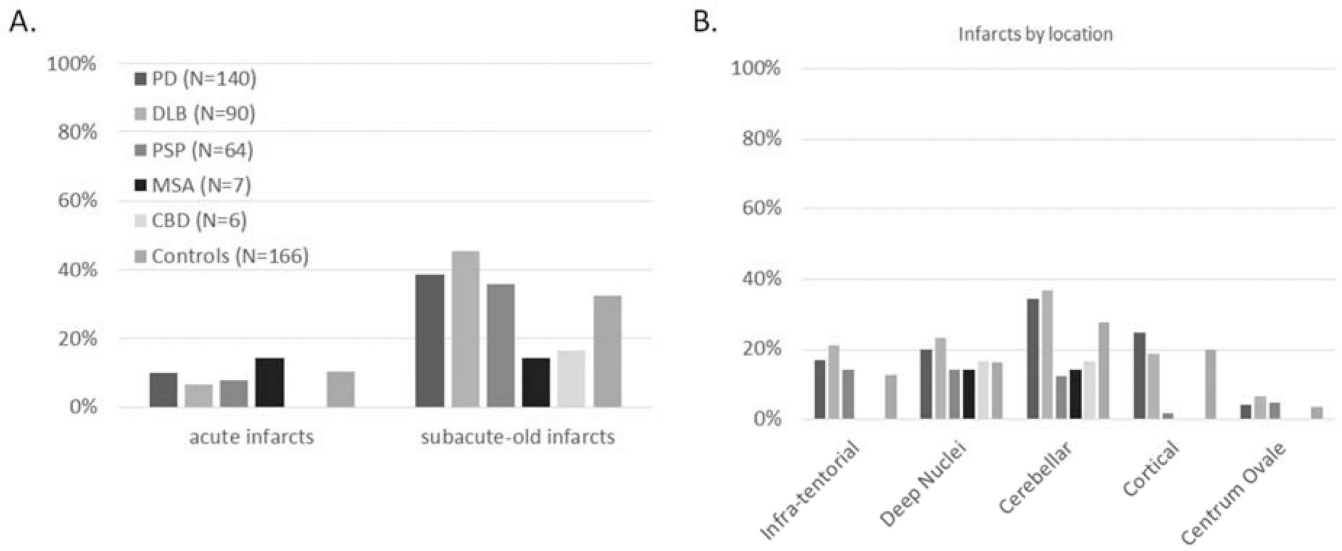 A.
100%
80%
60%
40%
20%
0%
PD (N=140)
DLB (N=90)
PSP (N=64)
MSA (N=7)
CBD (N=6)
Controls (N=166)
acute infarcts
subacute-old infarcts
B.
Infarcts by location
100%
80%
60%
40%
20%
0%
Infra-tentorial
Deep Nuclei
Cerebellar
Cortical
Centrum Ovale